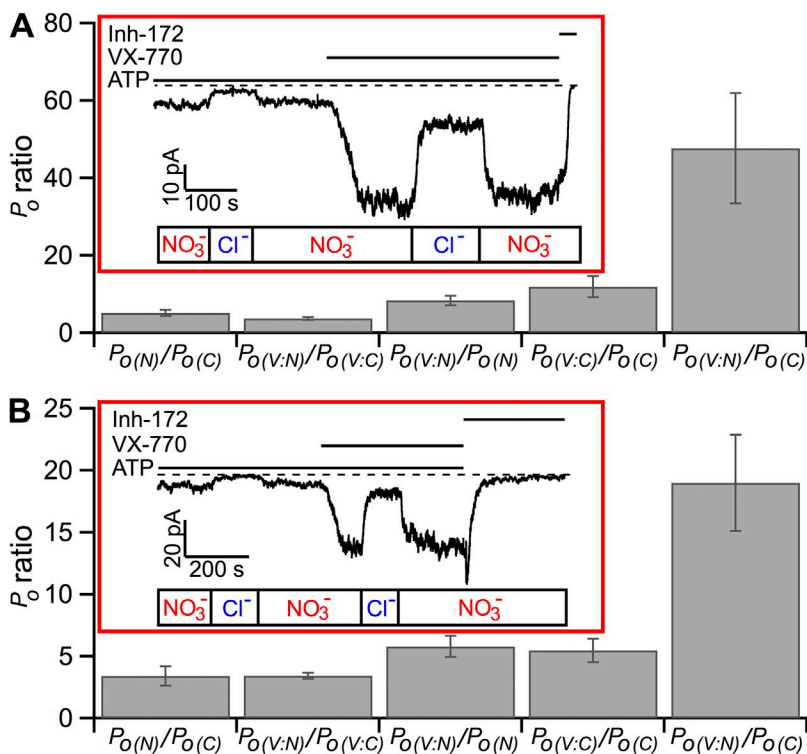 A
80
60
40
20
0
Po ratio
Inh-172
VX-770
ATP
10 pA
100 s
NO3- Cl- NO3- Cl- NO3-
Po(N)/Po(C) Po(V:N)/Po(V:C) Po(V:N)/Po(N) Po(V:C)/Po(C) Po(V:N)/Po(C)
B
25
20
15
10
5
0
Po ratio
Inh-172
VX-770
ATP
20 pA
200 s
NO3- Cl- NO3- Cl- NO3-
Po(N)/Po(C) Po(V:N)/Po(V:C) Po(V:N)/Po(N) Po(V:C)/Po(C) Po(V:N)/Po(C)